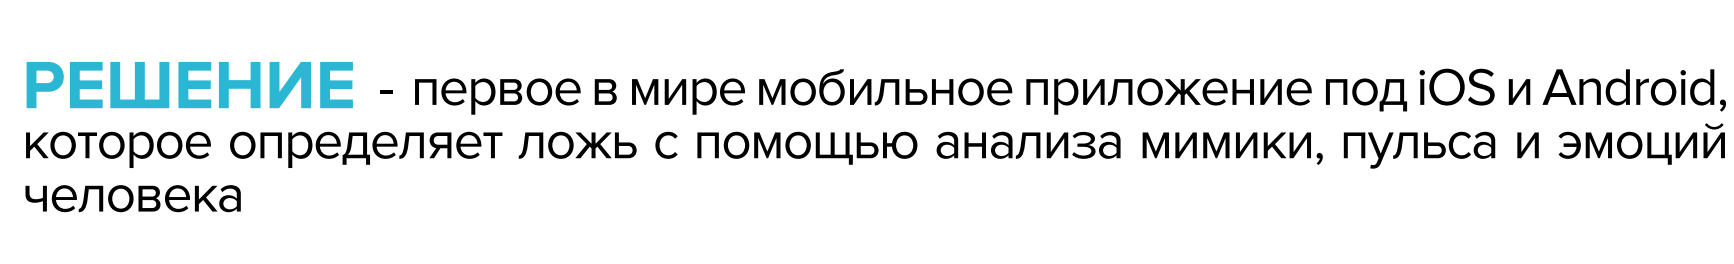 РЕШЕНИЕ - первое в мире мобильное приложение под iOS и Android,
которое определяет ложь с помощью анализа мимики, пульса и эмоций
человека